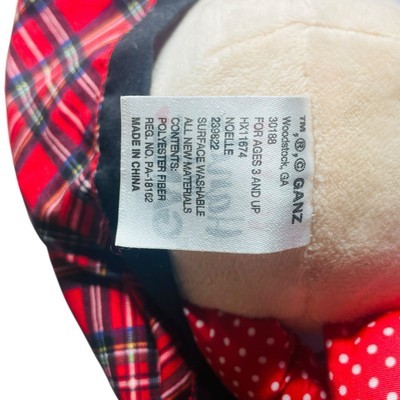 ™,®,© GANZ
Woodstock, GA
30188
FOR AGES 3 AND UP
HX11674
NOELLE
239822
SURFACE WASHABLE
ALL NEW MATERIALS
CONTENTS:
POLYESTER FIBER
REG. NO. PA-18162
MADE IN CHINA